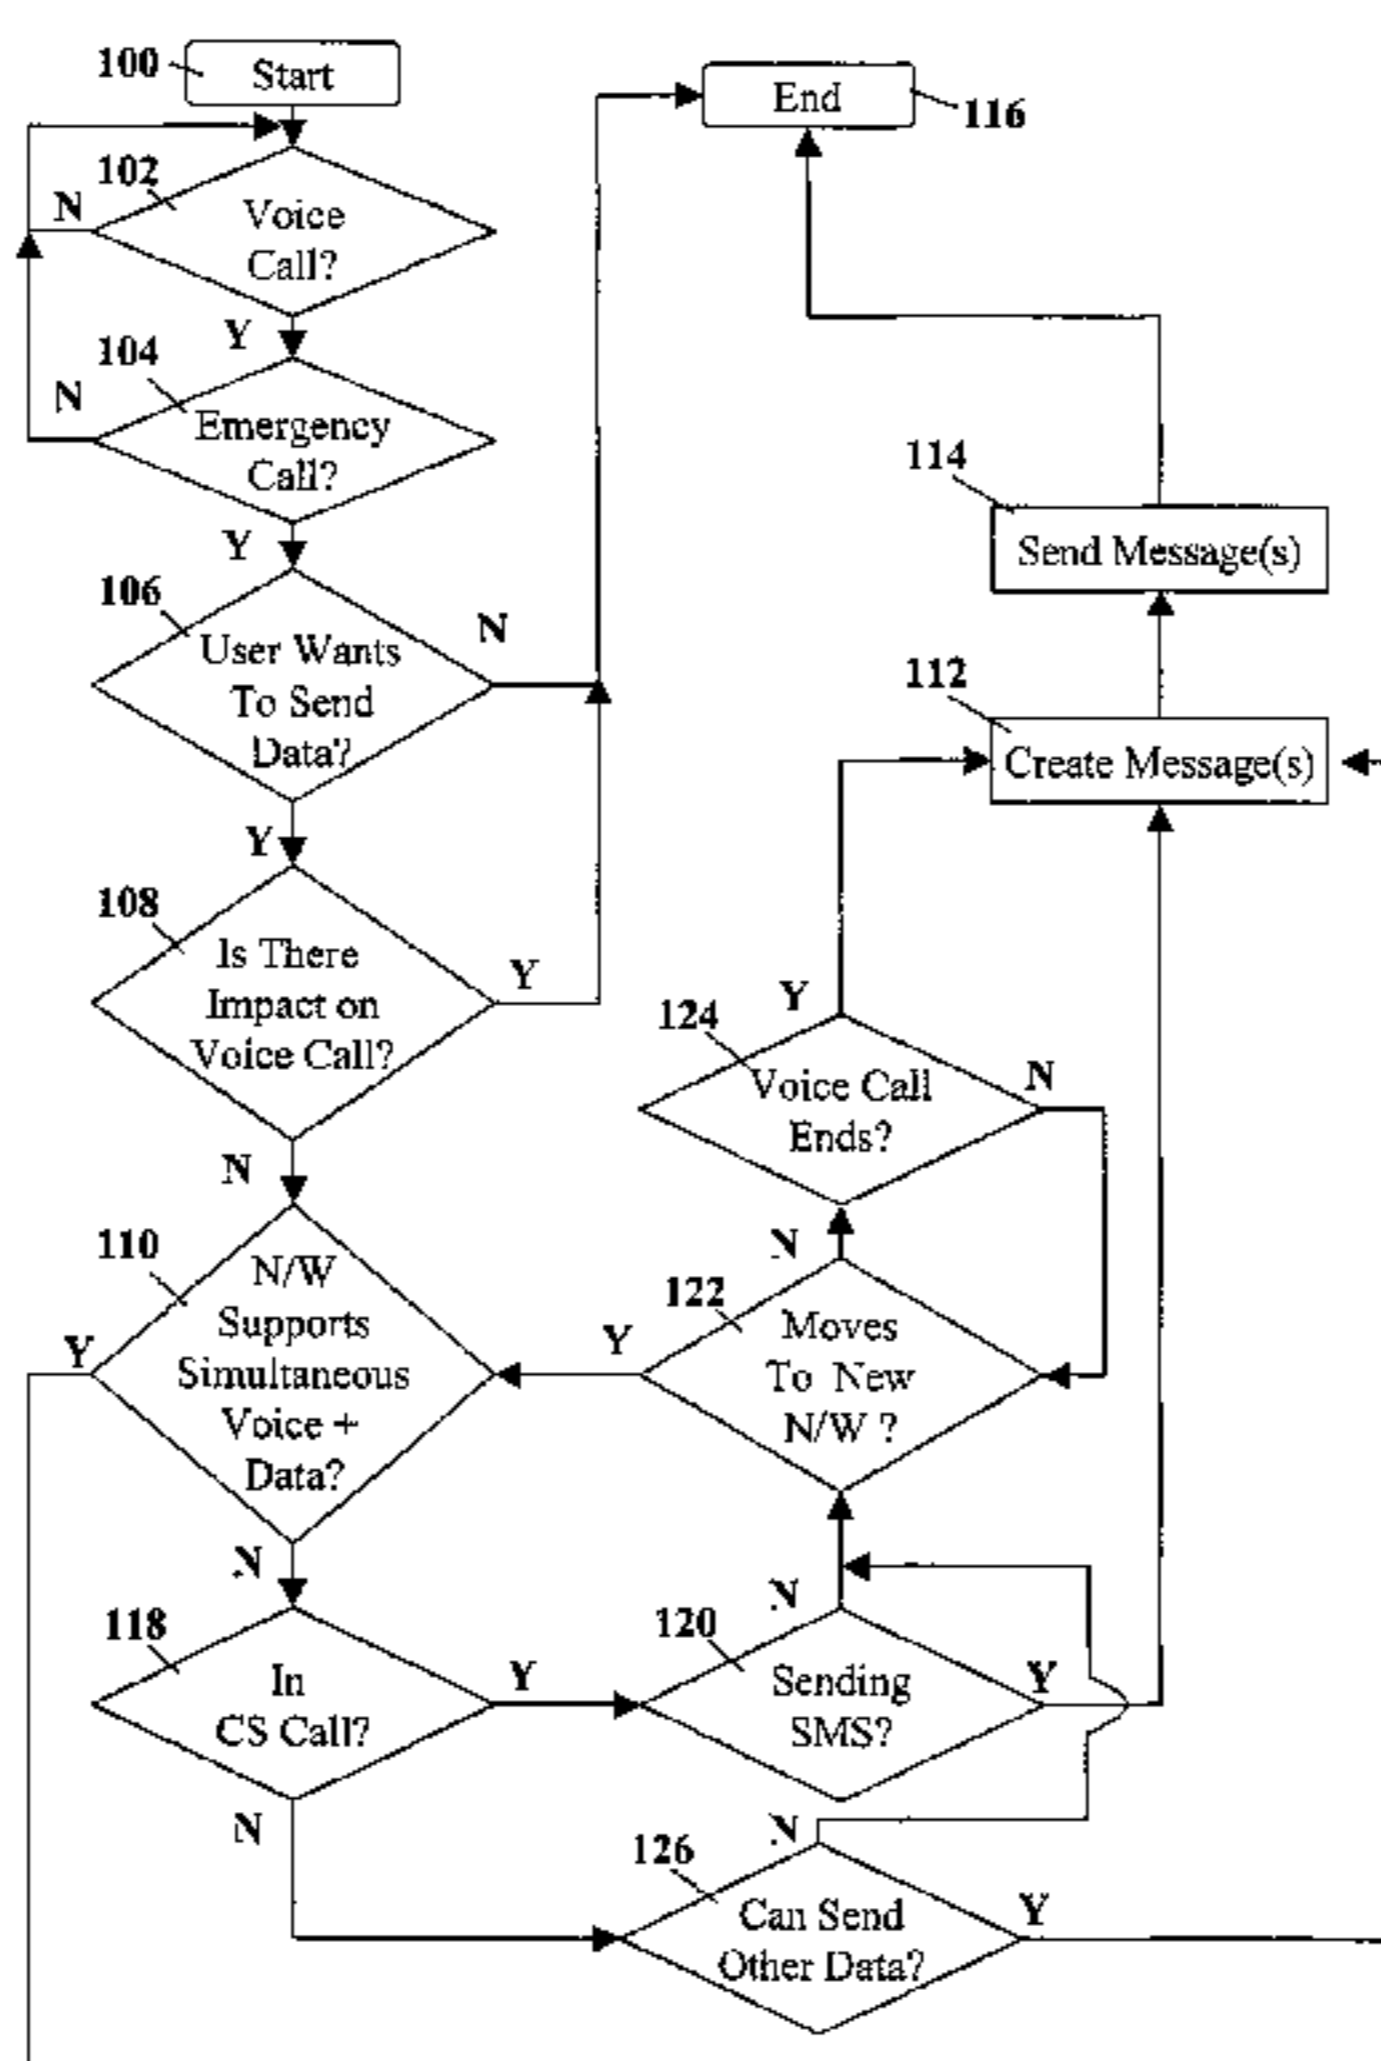 100
Start
End
116
102
N
Voice
Call?
Y
104
N
Emergency
Call?
Y
114
Send Message(s)
106
N
User Wants
To Send
Data?
112
Create Message(s)
Y
108
Is There
Impact on
Voice Call?
Y
Y
124
Voice Call
Ends?
N
N
110
N/W
Supports
Simultaneous
Voice +
Data?
Y
N
122
Moves
To New
N/W ?
Y
N
118
In
CS Call?
Y
N
120
Sending
SMS?
Y
N
N
126
Can Send
Other Data?
Y